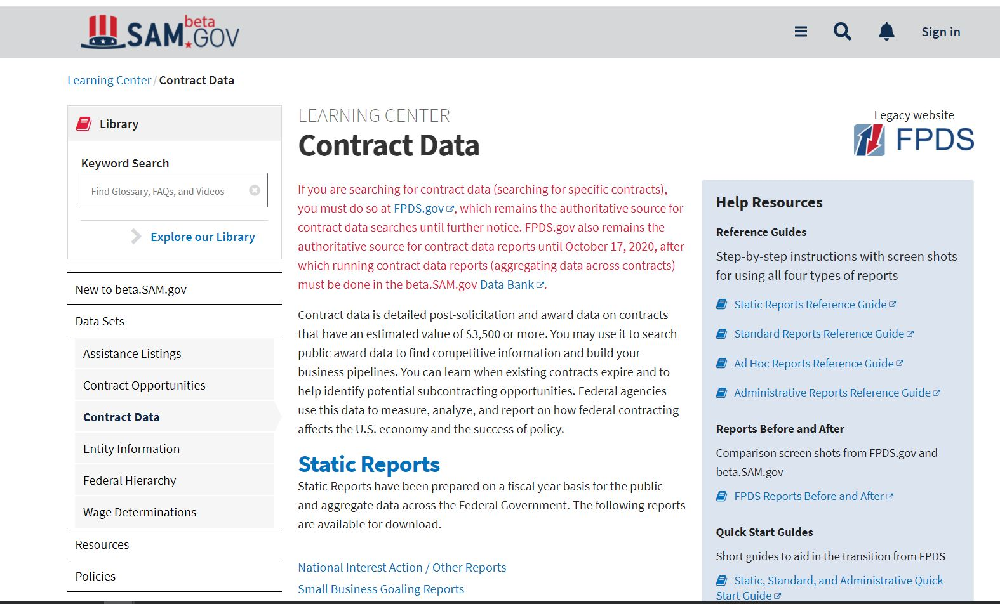 beta
SAM.GOV
Sign in
Learning Center / Contract Data
Library
Keyword Search
Find Glossary, FAQs, and Videos
Explore our Library
New to beta.SAM.gov
Data Sets
Assistance Listings
Contract Opportunities
Contract Data
Entity Information
Federal Hierarchy
Wage Determinations
Resources
Policies
LEARNING CENTER
Contract Data
If you are searching for contract data (searching for specific contracts),
you must do so at FPDS.gov, which remains the authoritative source for
contract data searches until further notice. FPDS.gov also remains the
authoritative source for contract data reports until October 17, 2020, after
which running contract data reports (aggregating data across contracts)
must be done in the beta.SAM.gov Data Bank.
Contract data is detailed post-solicitation and award data on contracts
that have an estimated value of $3,500 or more. You may use it to search
public award data to find competitive information and build your
business pipelines. You can learn when existing contracts expire and to
help identify potential subcontracting opportunities. Federal agencies
use this data to measure, analyze, and report on how federal contracting
affects the U.S. economy and the success of policy.
Static Reports
Static Reports have been prepared on a fiscal year basis for the public
and aggregate data across the Federal Government. The following reports
are available for download.
National Interest Action / Other Reports
Small Business Goaling Reports
Legacy website
FPDS
Help Resources
Reference Guides
Step-by-step instructions with screen shots
for using all four types of reports
Static Reports Reference Guide
Standard Reports Reference Guide
Ad Hoc Reports Reference Guide
Administrative Reports Reference Guide
Reports Before and After
Comparison screen shots from FPDS.gov and
beta.SAM.gov
FPDS Reports Before and After
Quick Start Guides
Short guides to aid in the transition from FPDS
Static, Standard, and Administrative Quick
Start Guide